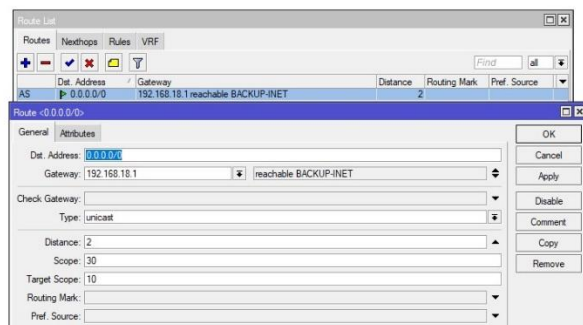 Route List
Routes Nexthops Rules VRF
Find all
Dst. Address / Gateway Distance Routing Mark Pref. Source
AS 0.0.0.0/0 192.168.18.1 reachable BACKUP-INET 2
Route <0.0.0.0/0>
General Attributes OK
Dst. Address: 0.0.0.0/0 Cancel
Gateway: 192.168.18.1 reachable BACKUP-INET Apply
Check Gateway: Disable
Type: unicast Comment
Distance: 2 Copy
Scope: 30 Remove
Target Scope: 10
Routing Mark:
Pref. Source: